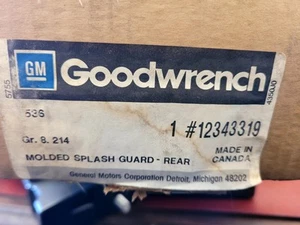 GM Goodwrench
536
1 #12343319
Gr. 8. 214
MADE IN
CANADA
MOLDED SPLASH GUARD - REAR
General Motors Corporation Detroit, Michigan 48202